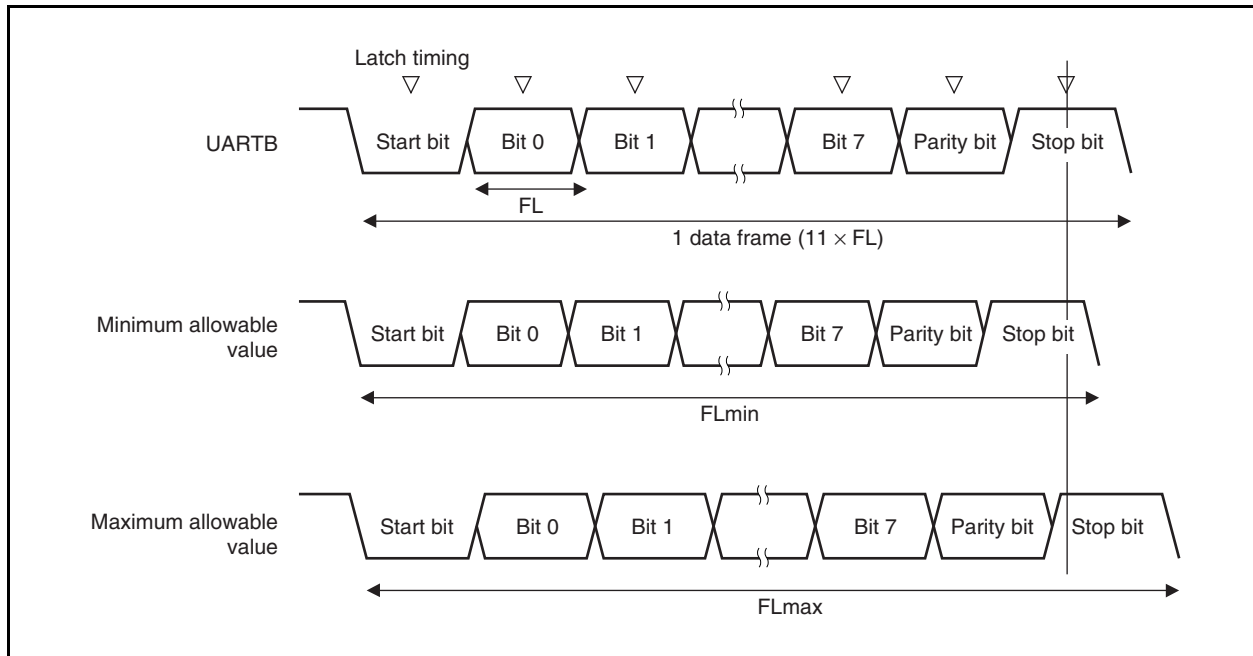 Latch timing
UARTB
Start bit
Bit 0
Bit 1
Bit 7
Parity bit
Stop bit
FL
1 data frame (11 × FL)
Minimum allowable
value
Start bit
Bit 0
Bit 1
Bit 7
Parity bit
Stop bit
FLmin
Maximum allowable
value
Start bit
Bit 0
Bit 1
Bit 7
Parity bit
Stop bit
FLmax